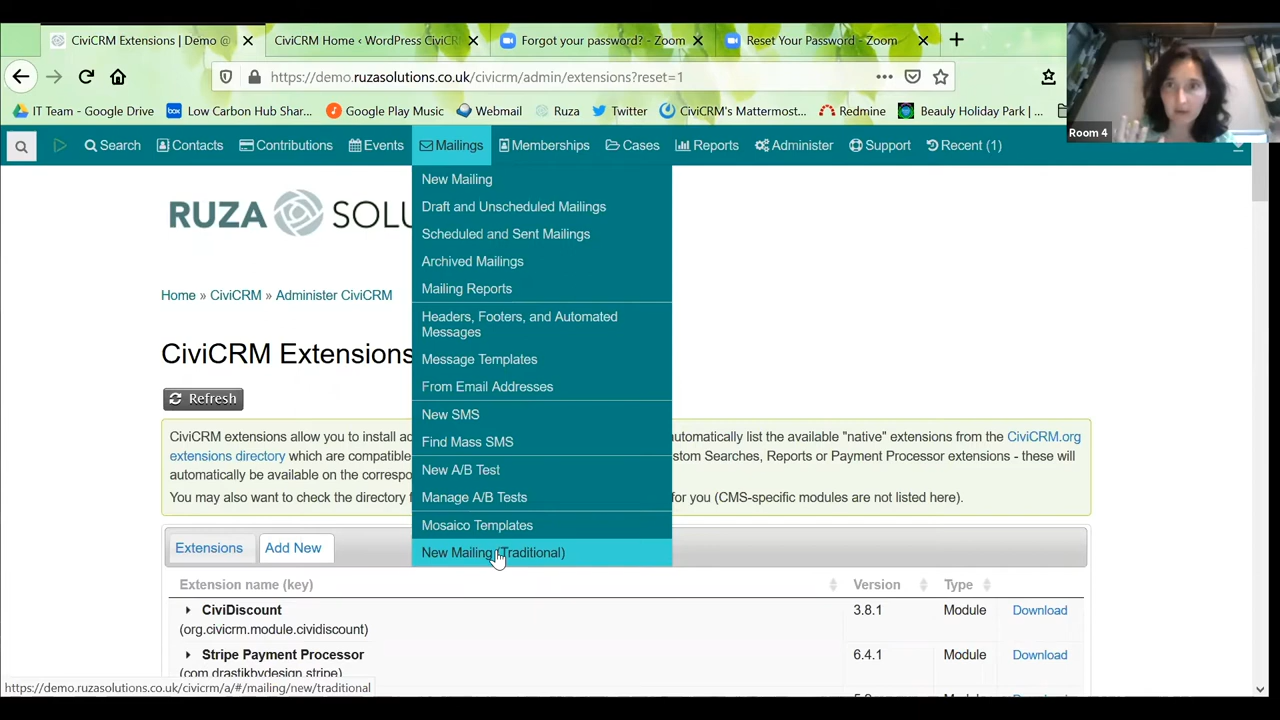 CiviCRM Extensions | Demo @
CiviCRM Home ‹ WordPress CiviCR
Forgot your password? - Zoom
Reset Your Password - Zoom
https://demo.ruzasolutions.co.uk/civicrm/admin/extensions?reset=1
IT Team - Google Drive
Low Carbon Hub Shar...
Google Play Music
Webmail
Ruza
Twitter
CiviCRM's Mattermost...
Redmine
Beauly Holiday Park | ...
Room 4
Search
Contacts
Contributions
Events
Mailings
Memberships
Cases
Reports
Administer
Support
Recent (1)
New Mailing
Draft and Unscheduled Mailings
Scheduled and Sent Mailings
Archived Mailings
Mailing Reports
Headers, Footers, and Automated
Messages
Message Templates
From Email Addresses
New SMS
Find Mass SMS
New A/B Test
Manage A/B Tests
Mosaico Templates
New Mailing (Traditional)
RUZA SOLU
Home » CiviCRM » Administer CiviCRM
CiviCRM Extensions
Refresh
CiviCRM extensions allow you to install ad utomatically list the available "native" extensions from the CiviCRM.org
extensions directory which are compatible stom Searches, Reports or Payment Processor extensions - these will
automatically be available on the correspo
You may also want to check the directory f for you (CMS-specific modules are not listed here).
Extensions
Add New
Extension name (key)
Version
Type
CiviDiscount
3.8.1
Module
Download
(org.civicrm.module.cividiscount)
Stripe Payment Processor
6.4.1
Module
Download
(com.drastikbydesign.stripe)
https://demo.ruzasolutions.co.uk/civicrm/a/#/mailing/new/traditional